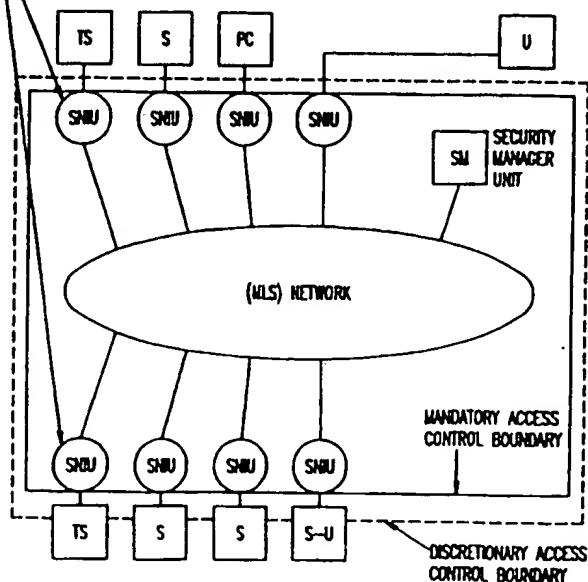 TS S PC U
SNIU SNIU SNIU SNIU
SM SECURITY
MANAGER
UNIT
(MLS) NETWORK
MANDATORY ACCESS
CONTROL BOUNDARY
SNIU SNIU SNIU SNIU
TS S S S-U
DISCRETIONARY ACCESS
CONTROL BOUNDARY